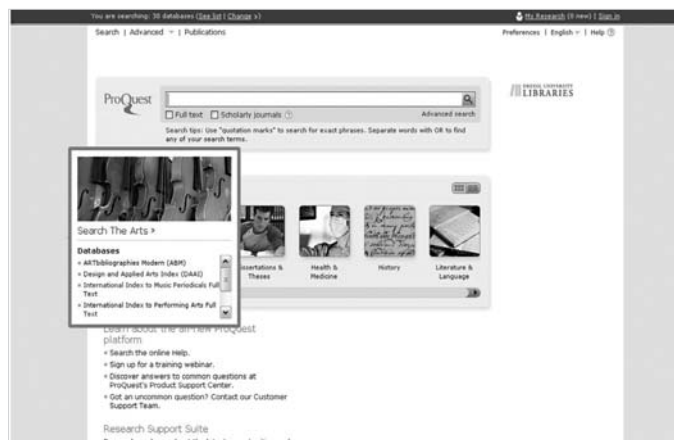 You are searching: 30 databases (See list | Change »)
My Research (0 new) | Sign in
Search | Advanced | Publications
Preferences | English | Help
ProQuest
DREXEL UNIVERSITY
LIBRARIES
Full text Scholarly journals
Advanced search
Search tips: Use "quotation marks" to search for exact phrases. Separate words with OR to find
any of your search terms.
Search The Arts »
Databases
ARTbibliographies Modern (ABM)
Design and Applied Arts Index (DAAI)
International Index to Music Periodicals Full
Text
International Index to Performing Arts Full
Text
Dissertations &
Theses
Health &
Medicine
History
Literature &
Language
Learn about the all-new ProQuest
platform
Search the online Help.
Sign up for a training webinar.
Discover answers to common questions at
ProQuest's Product Support Center.
Got an uncommon question? Contact our Customer
Support Team.
Research Support Suite